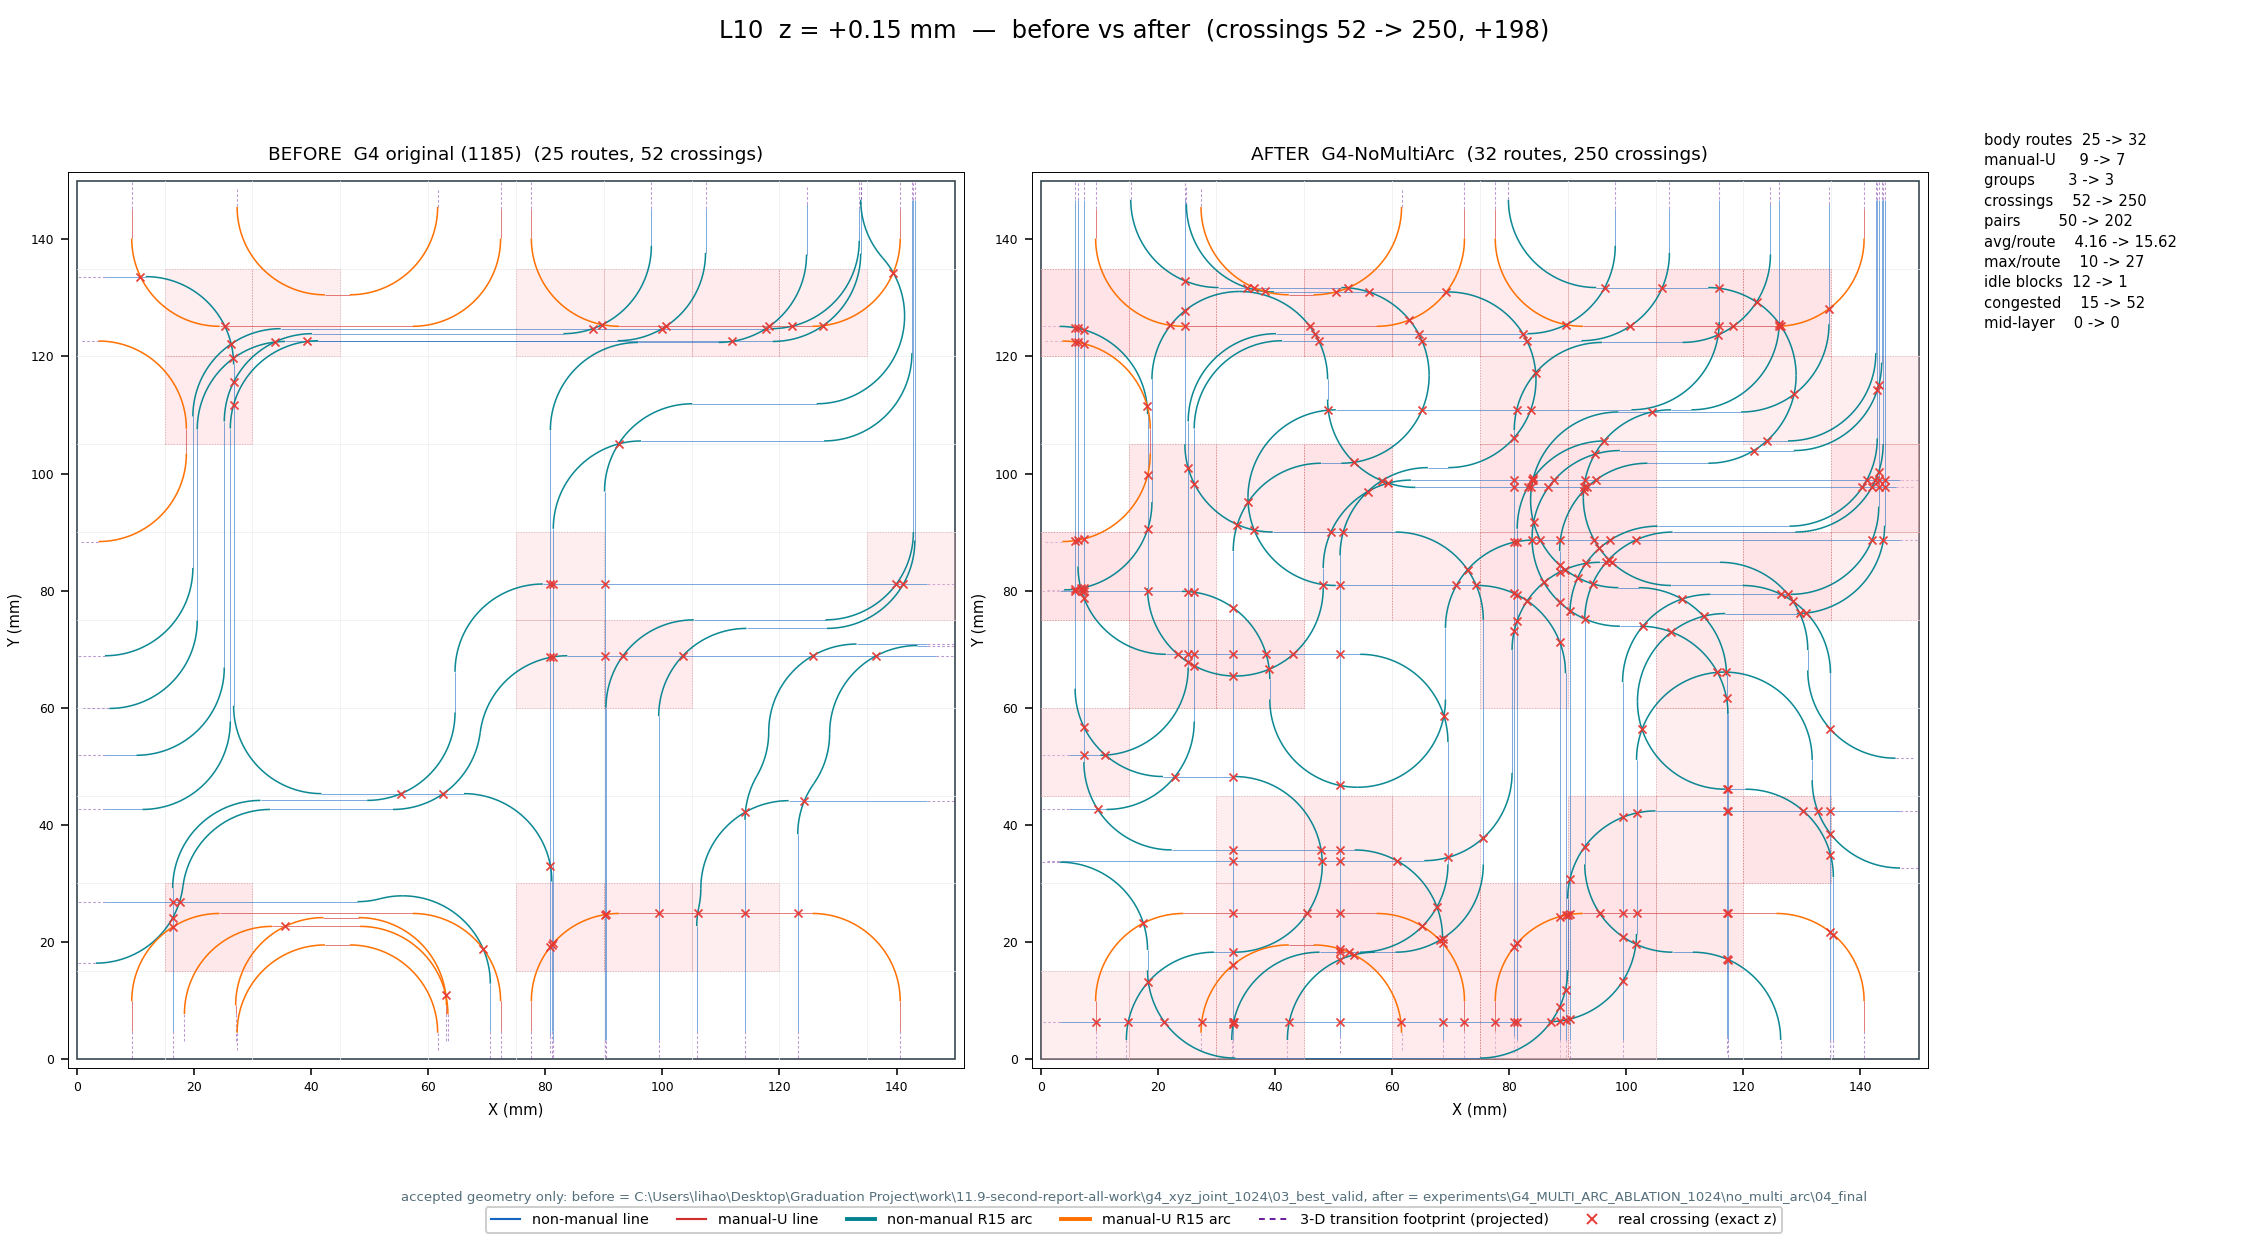 L10  z = +0.15 mm  —  before vs after  (crossings 52 -> 250, +198)
BEFORE  G4 original (1185)  (25 routes, 52 crossings)
AFTER  G4-NoMultiArc  (32 routes, 250 crossings)
body routes  25 -> 32
manual-U     9 -> 7
groups       3 -> 3
crossings    52 -> 250
pairs        50 -> 202
avg/route    4.16 -> 15.62
max/route    10 -> 27
idle blocks  12 -> 1
congested    15 -> 52
mid-layer    0 -> 0
Y (mm)
140
120
100
80
60
40
20
0
0 20 40 60 80 100 120 140
X (mm)
Y (mm)
140
120
100
80
60
40
20
0
0 20 40 60 80 100 120 140
X (mm)
accepted geometry only: before = C:\Users\lihao\Desktop\Graduation Project\work\11.9-second-report-all-work\g4_xyz_joint_1024\03_best_valid, after = experiments\G4_MULTI_ARC_ABLATION_1024\no_multi_arc\04_final
non-manual line  manual-U line  non-manual R15 arc  manual-U R15 arc  3-D transition footprint (projected)  real crossing (exact z)